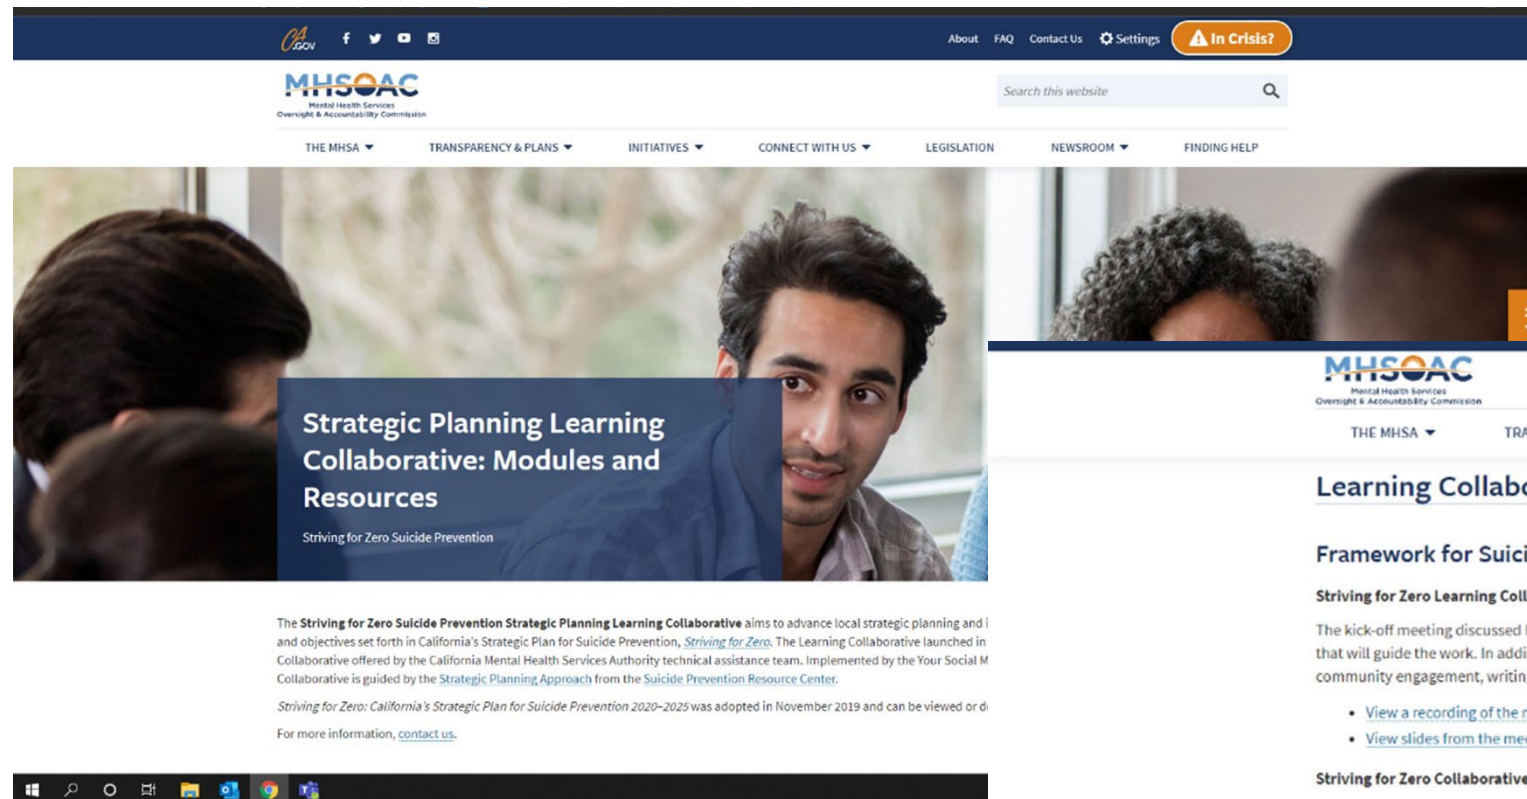 CA.GOV
About FAQ Contact Us Settings In Crisis?
MHSOAC
Mental Health Services
Oversight & Accountability Commission
Search this website
THE MHSA TRANSPARENCY & PLANS INITIATIVES CONNECT WITH US LEGISLATION NEWSROOM FINDING HELP
Strategic Planning Learning
Collaborative: Modules and
Resources
Striving for Zero Suicide Prevention
The Striving for Zero Suicide Prevention Strategic Planning Learning Collaborative aims to advance local strategic planning and i
and objectives set forth in California's Strategic Plan for Suicide Prevention, Striving for Zero. The Learning Collaborative launched in
Collaborative offered by the California Mental Health Services Authority technical assistance team. Implemented by the Your Social M
Collaborative is guided by the Strategic Planning Approach from the Suicide Prevention Resource Center.
Striving for Zero: California's Strategic Plan for Suicide Prevention 2020–2025 was adopted in November 2019 and can be viewed or d
For more information, contact us.
MHSOAC
Mental Health Services
Oversight & Accountability Commission
THE MHSA TRA
Learning Collabo
Framework for Suici
Striving for Zero Learning Coll
The kick-off meeting discussed
that will guide the work. In addi
community engagement, writing
View a recording of the
View slides from the mee
Striving for Zero Collaborative